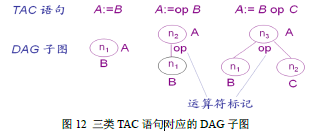 TAC 语句 A:=B A:=op B A:= B op C
DAG 子图 n₁ A n₂ A n₃ A
op op
B n₁ n₁ n₂
B B C
运算符标记
图 12 三类 TAC 语句对应的 DAG 子图